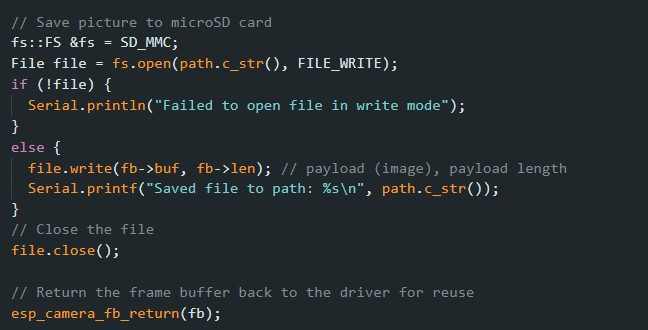 // Save picture to microSD card
fs::FS &fs = SD_MMC;
File file = fs.open(path.c_str(), FILE_WRITE);
if (!file) {
  Serial.println("Failed to open file in write mode");
}
else {
  file.write(fb->buf, fb->len); // payload (image), payload length
  Serial.printf("Saved file to path: %s\n", path.c_str());
}
// Close the file
file.close();

// Return the frame buffer back to the driver for reuse
esp_camera_fb_return(fb);